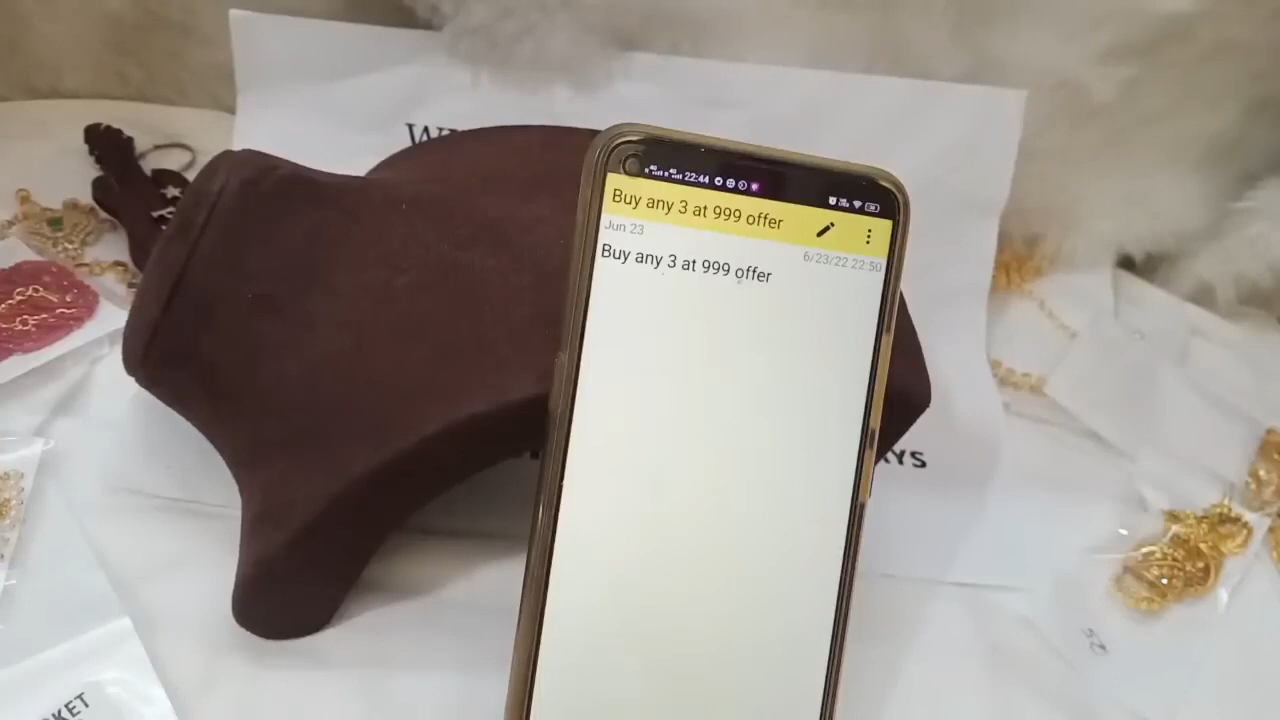 22:44
Buy any 3 at 999 offer
Jun 23
6/23/22 22:50
Buy any 3 at 999 offer